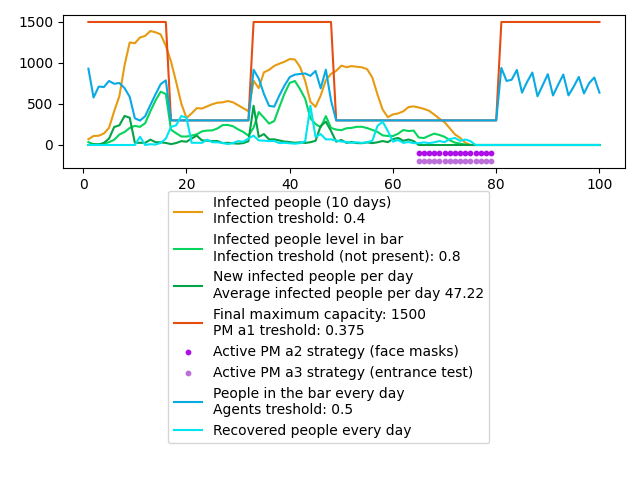 1500
1000
500
0
0
20
40
60
80
100
Infected people (10 days)
Infection treshold: 0.4
Infected people level in bar
Infection treshold (not present): 0.8
New infected people per day
Average infected people per day 47.22
Final maximum capacity: 1500
PM a1 treshold: 0.375
Active PM a2 strategy (face masks)
Active PM a3 strategy (entrance test)
People in the bar every day
Agents treshold: 0.5
Recovered people every day